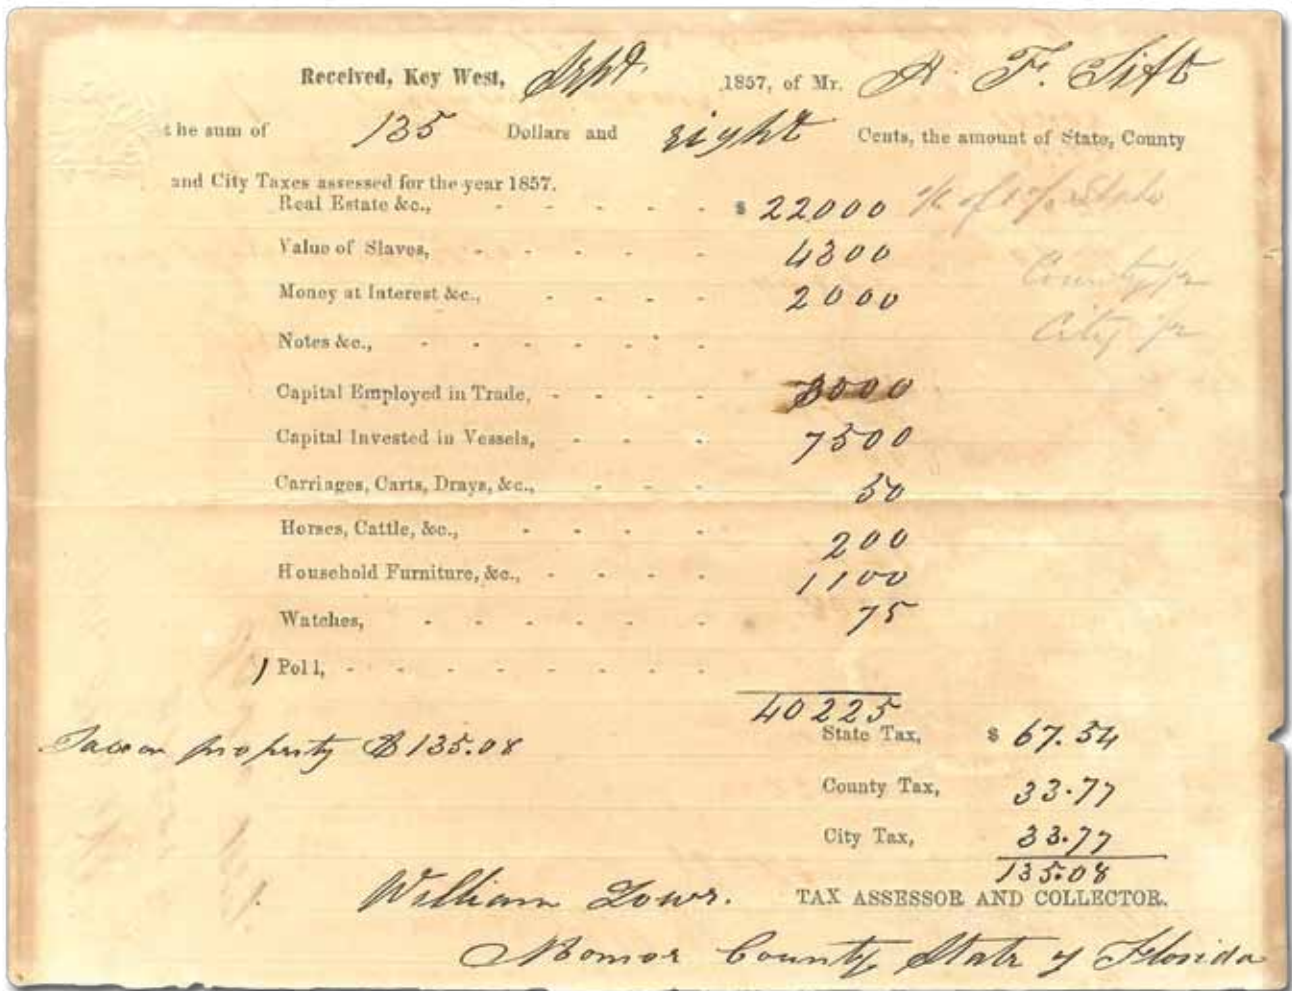 Received, Key West, Sept. 1857, of Mr. A. F. Tift
the sum of 135 Dollars and eight Cents, the amount of State, County
and City Taxes assessed for the year 1857.
Real Estate &c., - - - - - $ 22000 State
Value of Slaves, - - - - - 4300
Money at Interest &c., - - - - 2000 County
Notes &c., - - - - - - - City
Capital Employed in Trade, - - - - 3000
Capital Invested in Vessels, - - - 7500
Carriages, Carts, Drays, &c., - - - 50
Horses, Cattle, &c., - - - - - 200
Household Furniture, &c., - - - - 1100
Watches, - - - - - - 75
1 Poll, - - - - - - - -
40225
State Tax, $ 67.54
Tax on property $135.08
County Tax, 33.77
City Tax, 33.77
135.08
William Lowr. TAX ASSESSOR AND COLLECTOR.
Monroe County State of Florida